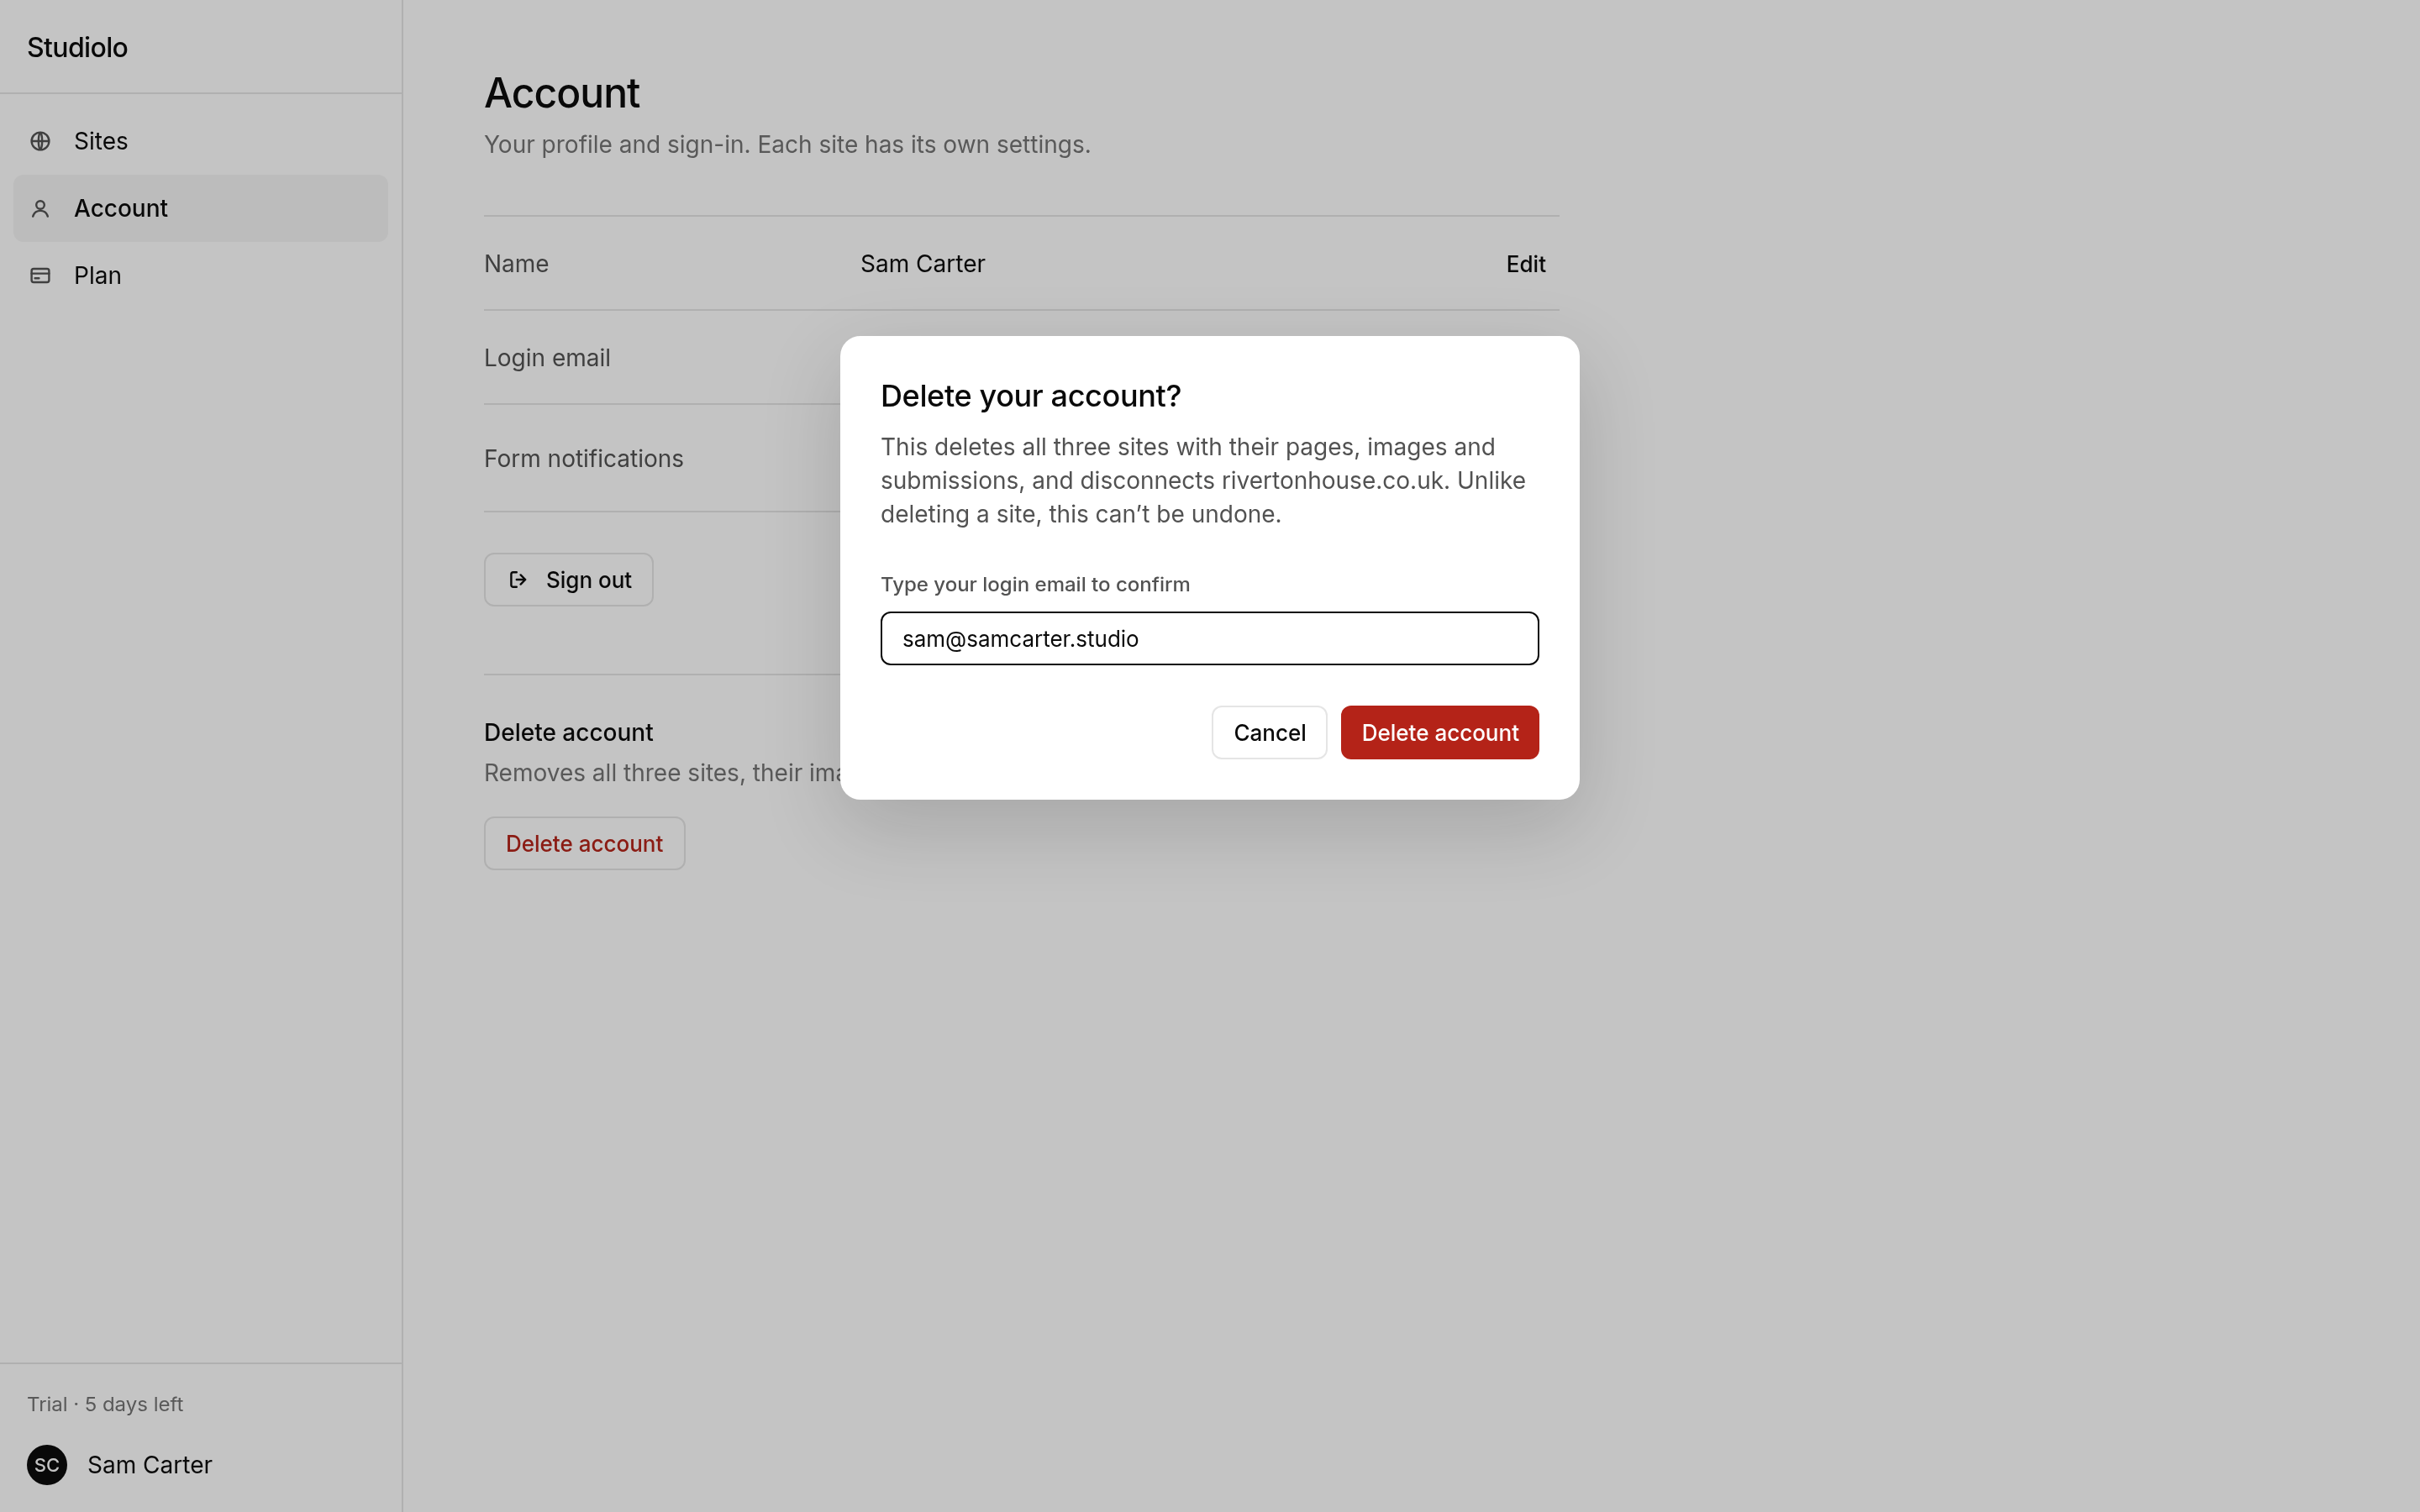 Studiolo
Sites
Account
Plan
Trial · 5 days left
SC
Sam Carter
Account
Your profile and sign-in. Each site has its own settings.
Name
Sam Carter
Edit
Login email
Form notifications
Sign out
Delete account
Removes all three sites, their
Delete account
Delete your account?
This deletes all three sites with their pages, images and
submissions, and disconnects rivertonhouse.co.uk. Unlike
deleting a site, this can’t be undone.
Type your login email to confirm
sam@samcarter.studio
Cancel
Delete account